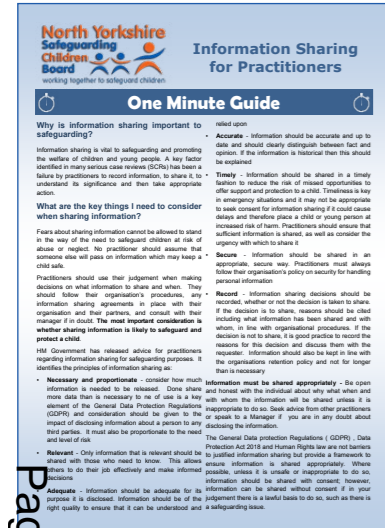 North Yorkshire
Safeguarding
Children
Board
working together to safeguard children
Information Sharing
for Practitioners
One Minute Guide
Why is information sharing important to
safeguarding?
Information sharing is vital to safeguarding and promoting
the welfare of children and young people. A key factor
identified in many serious case reviews (SCRs) has been a
failure by practitioners to record information, to share it, to
understand its significance and then take appropriate
action.
What are the key things I need to consider
when sharing information?
Fears about sharing information cannot be allowed to stand
in the way of the need to safeguard children at risk of
abuse or neglect. No practitioner should assume that
someone else will pass on information which may keep a
child safe.
Practitioners should use their judgement when making
decisions on what information to share and when. They
should follow their organisation's procedures, any
information sharing agreements in place with their
organisation and their partners, and consult with their
manager if in doubt. The most important consideration is
whether sharing information is likely to safeguard and
protect a child.
HM Government has released advice for practitioners
regarding information sharing for safeguarding purposes. It
identifies the principles of information sharing as:
• Necessary and proportionate - consider how much
information is needed to be released. Done share
more data than is necessary to ne of use is a key
element of the General Data Protection Regulations
(GDPR) and consideration should be given to the
impact of disclosing information about a person to any
third parties. It must also be proportionate to the need
and level of risk
• Relevant - Only information that is relevant should be
shared with those who need to know. This allows
others to do their job effectively and make informed
decisions
Adequate - Information should be adequate for its
purpose it is disclosed. Information should be of the
right quality to ensure that it can be understood and
relied upon
• Accurate - Information should be accurate and up to
date and should clearly distinguish between fact and
opinion. If the information is historical then this should
be explained
• Timely - Information should be shared in a timely
fashion to reduce the risk of missed opportunities to
offer support and protection to a child. Timeliness is key
in emergency situations and it may not be appropriate
to seek consent for information sharing if it could cause
delays and therefore place a child or young person at
increased risk of harm. Practitioners should ensure that
sufficient information is shared, as well as consider the
urgency with which to share it
• Secure - Information should be shared in an
appropriate, secure way. Practitioners must always
follow their organisation's policy on security for handling
personal information
• Record - Information sharing decisions should be
recorded, whether or not the decision is taken to share.
If the decision is to share, reasons should be cited
including what information has been shared and with
whom, in line with organisational procedures. If the
decision is not to share, it is good practice to record the
reasons for this decision and discuss them with the
requester. Information should also be kept in line with
the organisations retention policy and not for longer
than is necessary
Information must be shared appropriately - Be open
and honest with the individual about why what when and
with whom the information will be shared unless it is
inappropriate to do so. Seek advice from other practitioners
or speak to a Manager if you are in any doubt about
disclosing the information.
The General Data protection Regulations ( GDPR) , Data
Protection Act 2018 and Human Rights law are not barriers
to justified information sharing but provide a framework to
ensure information is shared appropriately. Where
possible, unless it is unsafe or inappropriate to do so,
information should be shared with consent; however,
information can be shared without consent if in your
judgement there is a lawful basis to do so, such as there is
a safeguarding issue.
Pag